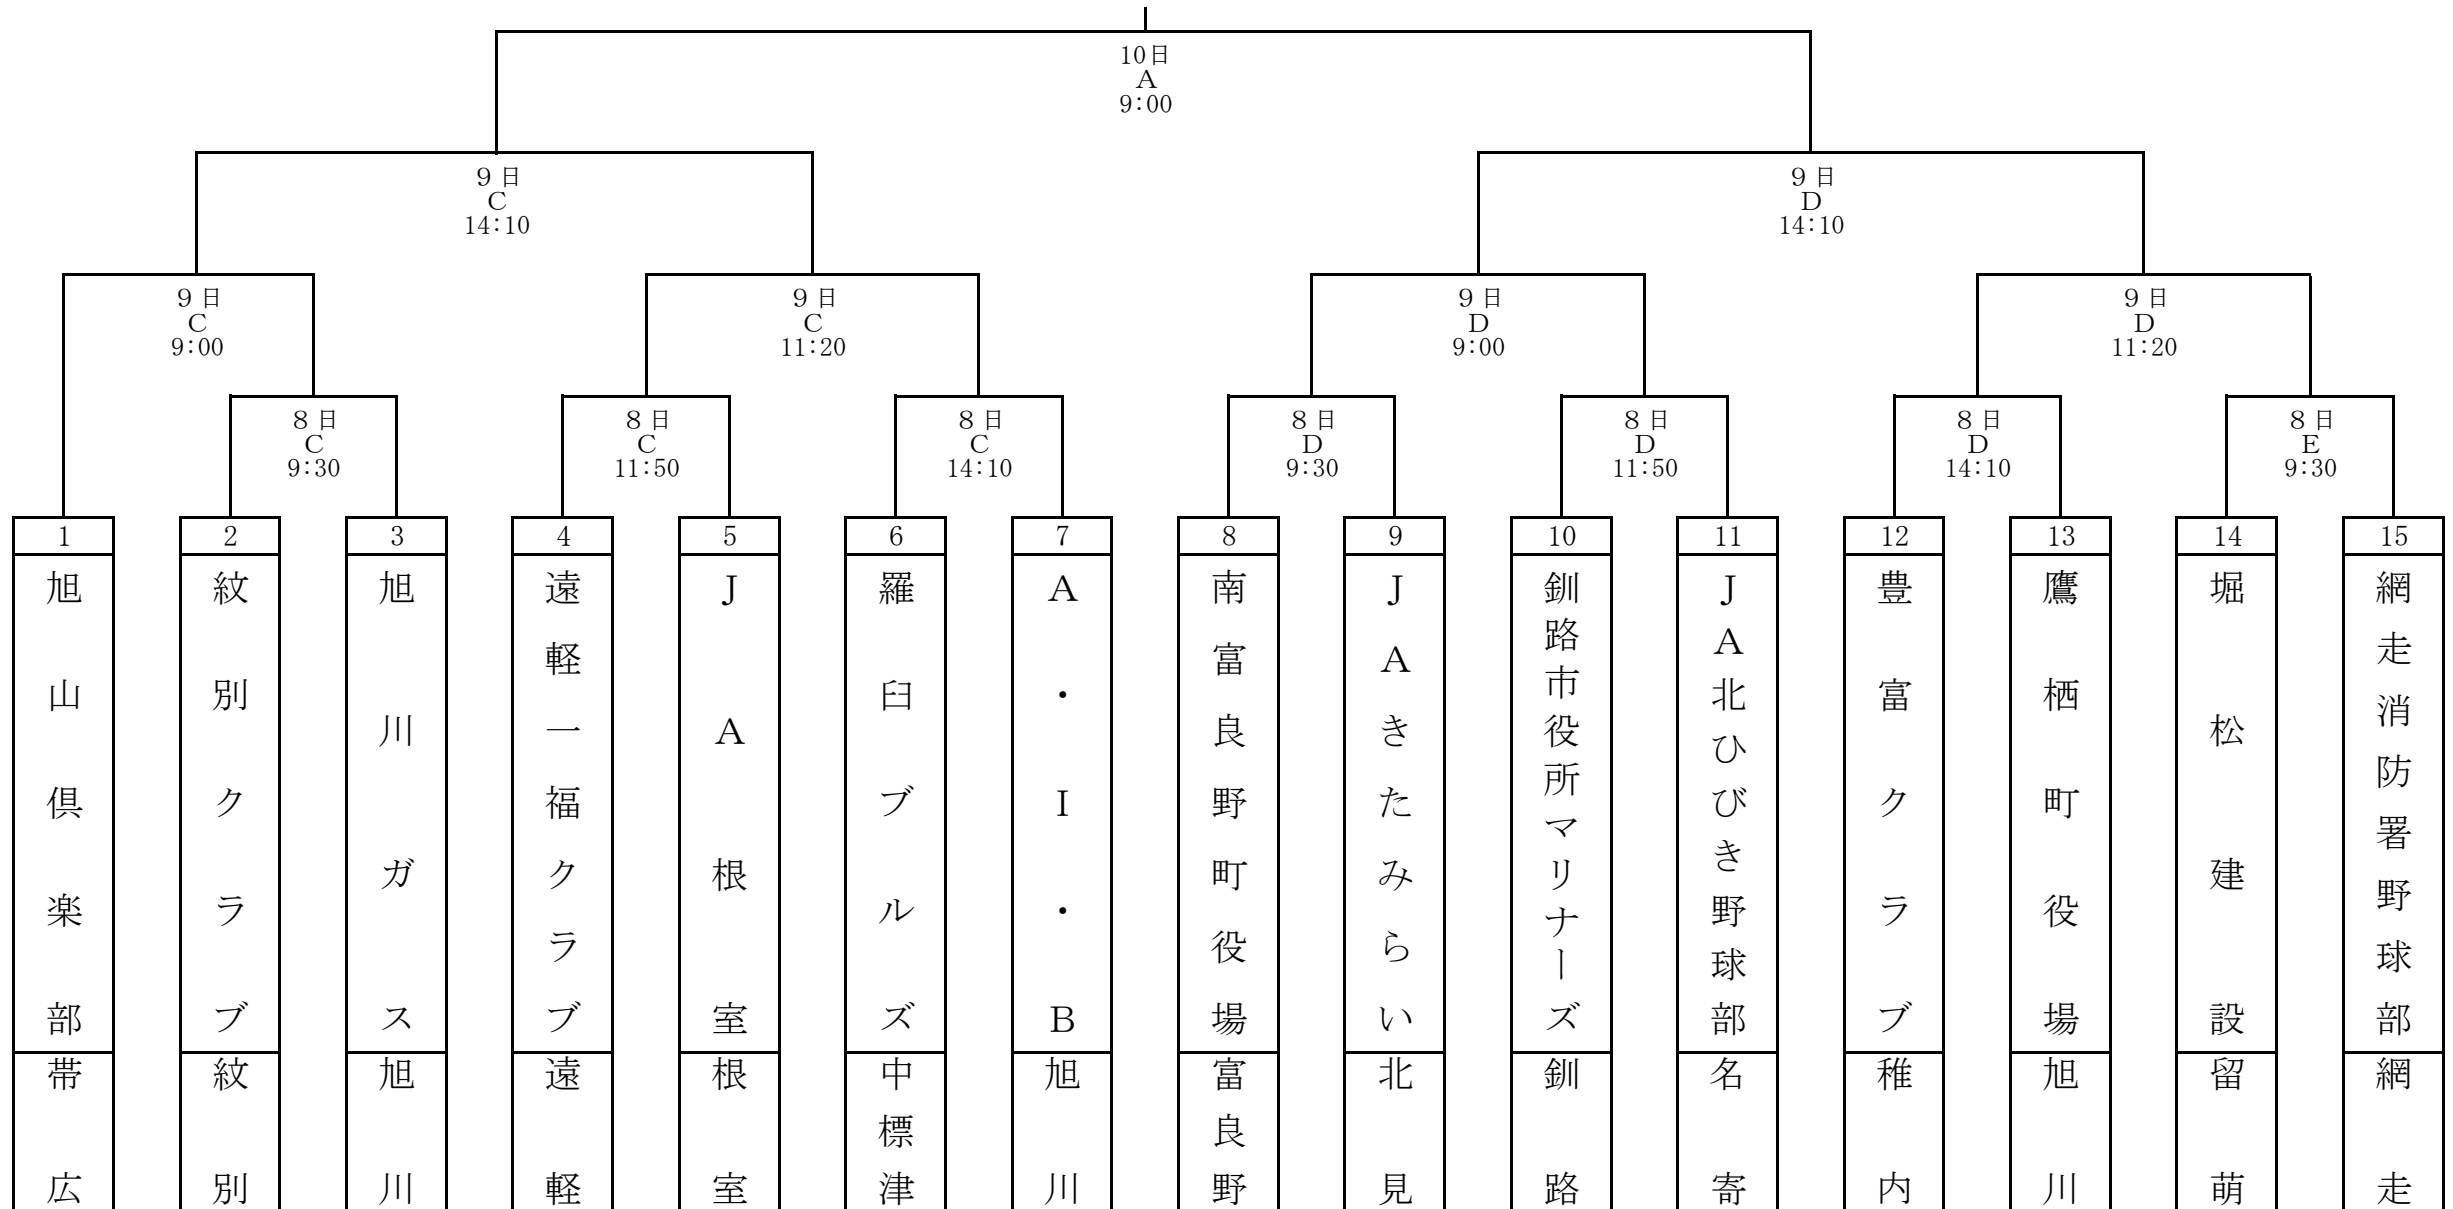 10日
A
9:00
９日
C
14:10
９日
D
14:10
９日
C
9:00
９日
C
11:20
９日
D
9:00
９日
D
11:20
８日
C
9:30
８日
C
11:50
８日
C
14:10
８日
D
9:30
８日
D
11:50
８日
D
14:10
８日
E
9:30
1
旭山倶楽部
帯広
2
紋別クラブ
紋別
3
旭川ガス
旭川
4
遠軽一福クラブ
遠軽
5
JA根室
根室
6
羅臼ブルズ
中標津
7
A・I・B
旭川
8
南富良野町役場
富良野
9
JAきたみらい
北見
10
釧路市役所マリナーズ
釧路
11
JA北ひびき野球部
名寄
12
豊富クラブ
稚内
13
鷹栖町役場
旭川
14
堀松建設
留萌
15
網走消防署野球部
網走